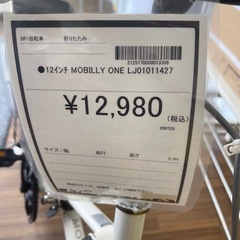 SP/自転車 折りたたみ
2125170000013306
●12インチ MOBILLY ONE LJ01011427
¥12,980
(税込)
050725
サイズ:幅 奥行 高さ cm